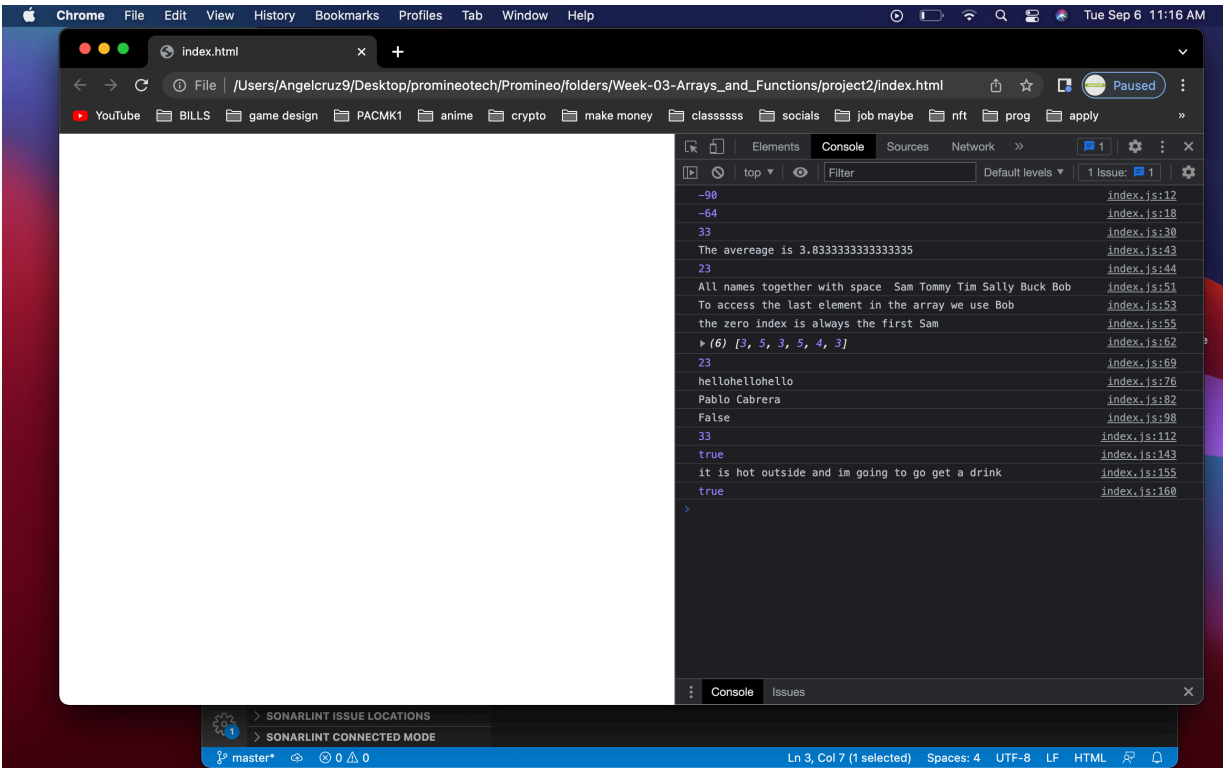 Chrome File Edit View History Bookmarks Profiles Tab Window Help Tue Sep 6 11:16 AM
index.html
File /Users/Angelcruz9/Desktop/promineotech/Promineo/folders/Week-03-Arrays_and_Functions/project2/index.html Paused
YouTube BILLS game design PACMK1 anime crypto make money classssss socials job maybe nft prog apply »
Elements Console Sources Network » 1
top Filter Default levels 1 Issue: 1
-90 index.js:12
-64 index.js:18
33 index.js:30
The avereage is 3.8333333333333335 index.js:43
23 index.js:44
All names together with space Sam Tommy Tim Sally Buck Bob index.js:51
To access the last element in the array we use Bob index.js:53
the zero index is always the first Sam index.js:55
(6) [3, 5, 3, 5, 4, 3] index.js:62
23 index.js:69
hellohellohello index.js:76
Pablo Cabrera index.js:82
False index.js:98
33 index.js:112
true index.js:143
it is hot outside and im going to go get a drink index.js:155
true index.js:160
Console Issues
SONARLINT ISSUE LOCATIONS
1
SONARLINT CONNECTED MODE
master* 0 0 Ln 3, Col 7 (1 selected) Spaces: 4 UTF-8 LF HTML